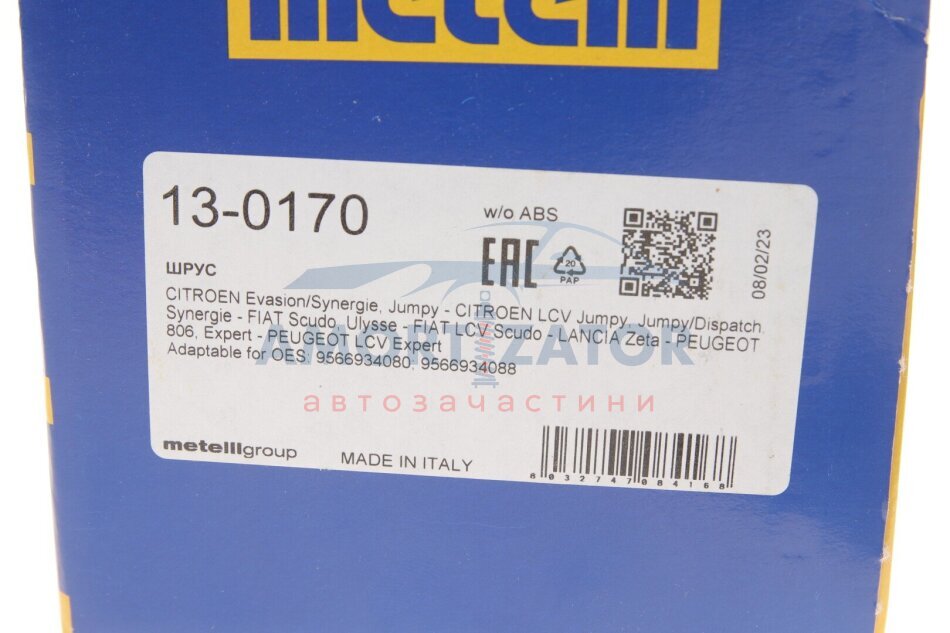 metelli
13-0170
w/o ABS
EAC
20
PAP
08/02/23
ШРУС
CITROEN Evasion/Synergie, Jumpy - CITROEN LCV Jumpy, Jumpy/Dispatch,
Synergie - FIAT Scudo, Ulysse - FIAT LCV Scudo - LANCIA Zeta - PEUGEOT
806, Expert - PEUGEOT LCV Expert
Adaptable for OES: 9566934080, 9566934088
AMORTIZATOR
автозачастини
metelligroup
MADE IN ITALY
8032747084168